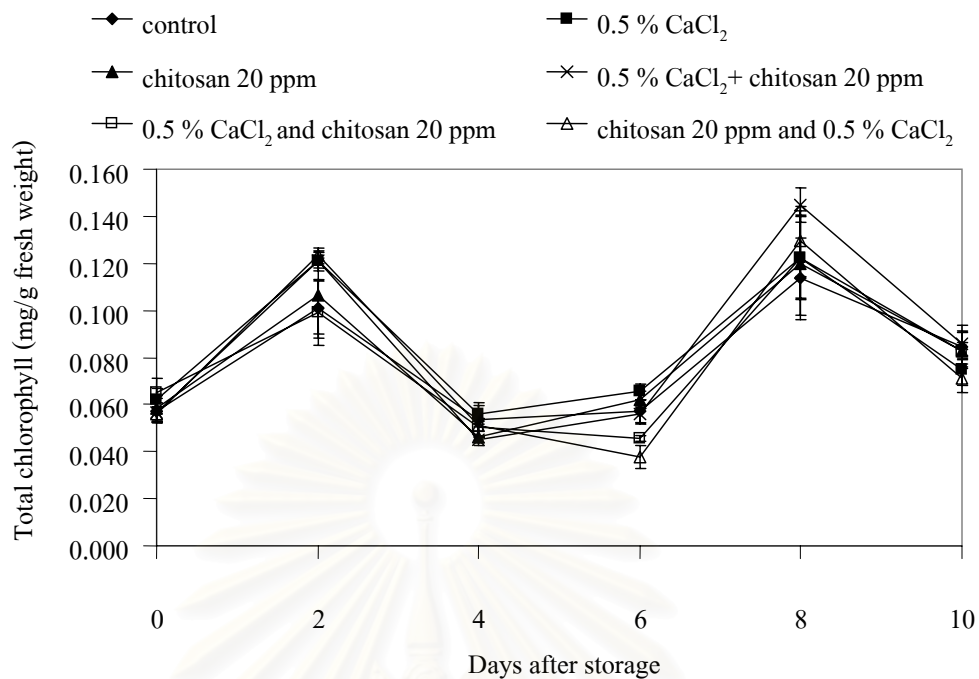 control
0.5 % CaCl₂
chitosan 20 ppm
0.5 % CaCl₂+ chitosan 20 ppm
0.5 % CaCl₂ and chitosan 20 ppm
chitosan 20 ppm and 0.5 % CaCl₂
Total chlorophyll (mg/g fresh weight)
0.160
0.140
0.120
0.100
0.080
0.060
0.040
0.020
0.000
0 2 4 6 8 10
Days after storage